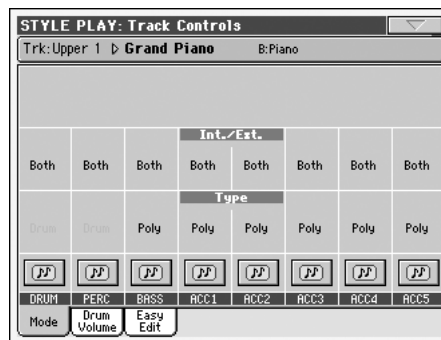 STYLE PLAY: Track Controls
Trk:Upper 1 ▷ Grand Piano B:Piano
Int./Ext.
Both Both Both Both Both Both Both Both
Type
Drum Drum Poly Poly Poly Poly Poly Poly
DRUM PERC BASS ACC1 ACC2 ACC3 ACC4 ACC5
Mode Drum Volume Easy Edit